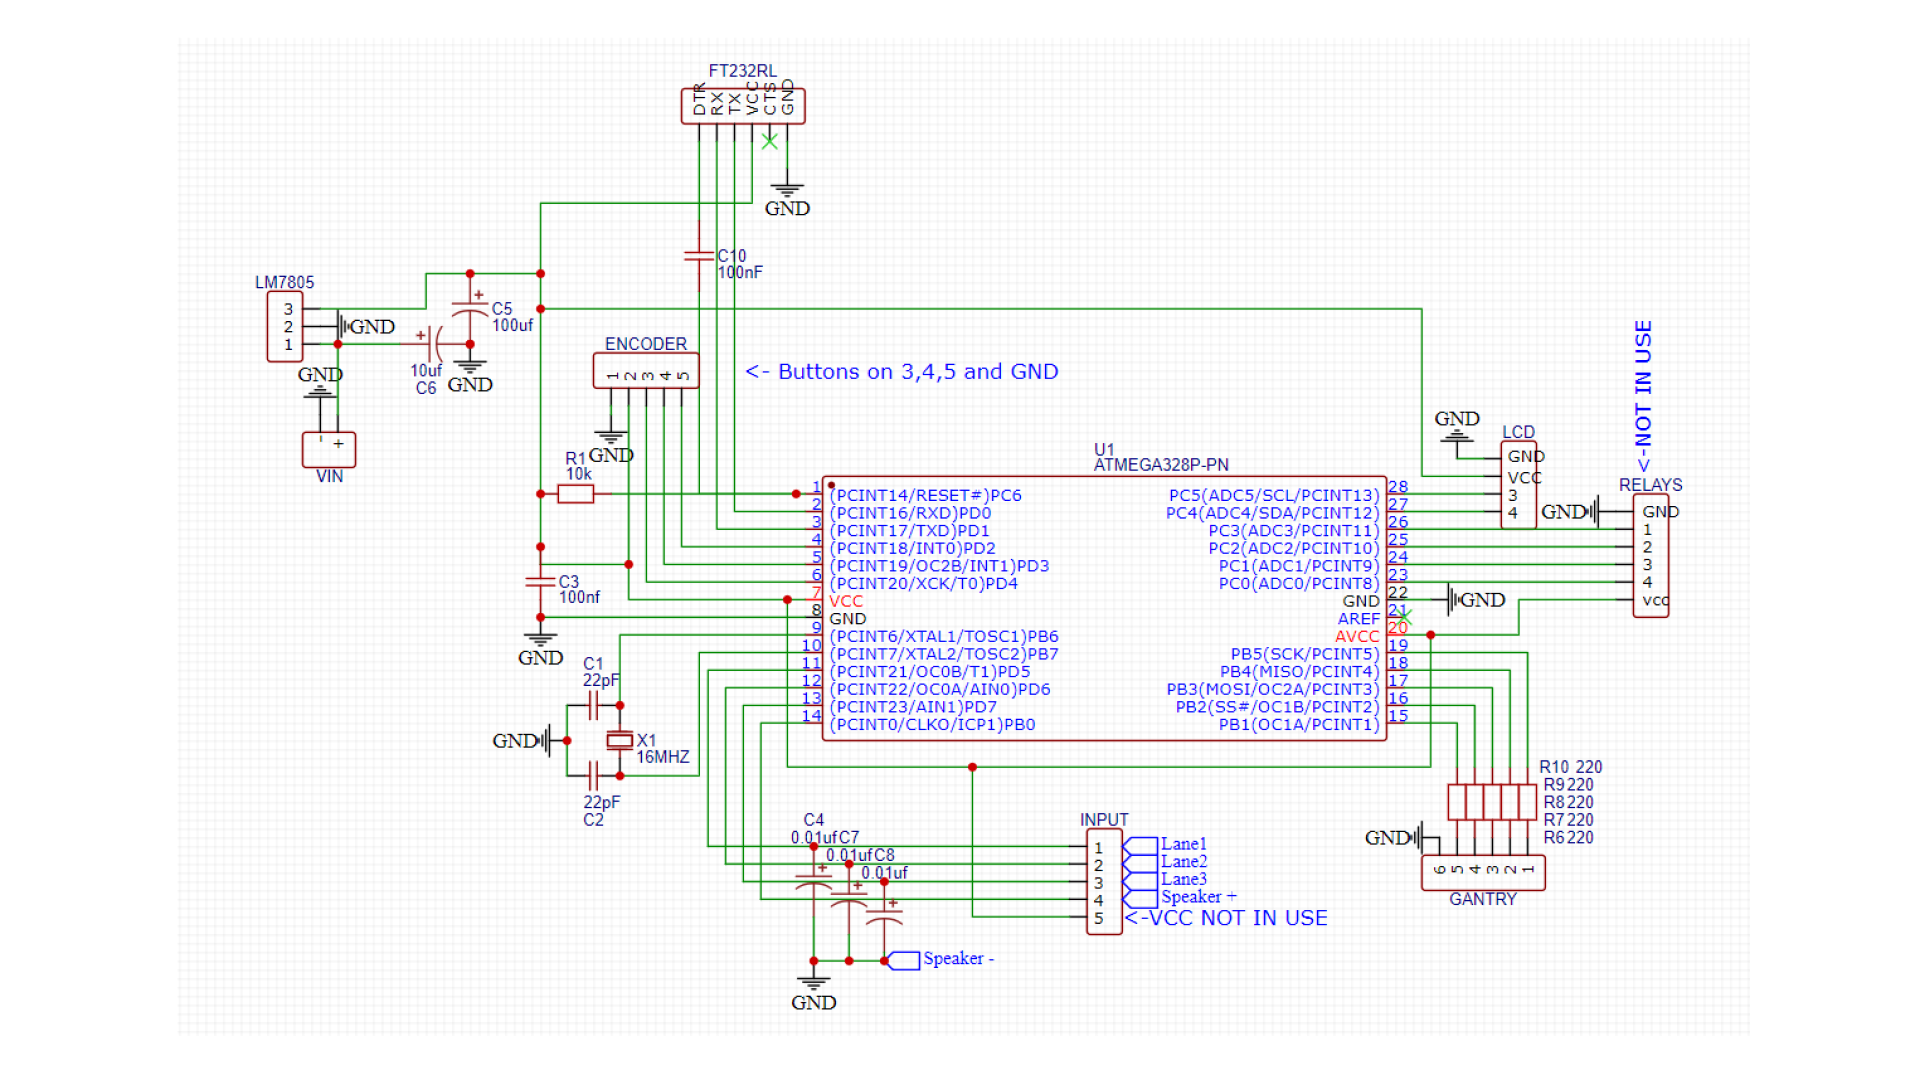 FT232RL
DTR
RX
TX
VCC
CTS
GND
GND
C10
100nF
LM7805
3
2
1
GND
+
C5
100uf
+
10uf
C6
GND
GND
- +
VIN
ENCODER
1 2 3 4 5
<- Buttons on 3,4,5 and GND
GND
R1
10k
C3
100nf
GND
U1
ATMEGA328P-PN
1 (PCINT14/RESET#)PC6
2 (PCINT16/RXD)PD0
3 (PCINT17/TXD)PD1
4 (PCINT18/INT0)PD2
5 (PCINT19/OC2B/INT1)PD3
6 (PCINT20/XCK/T0)PD4
7 VCC
8 GND
9 (PCINT6/XTAL1/TOSC1)PB6
10 (PCINT7/XTAL2/TOSC2)PB7
11 (PCINT21/OC0B/T1)PD5
12 (PCINT22/OC0A/AIN0)PD6
13 (PCINT23/AIN1)PD7
14 (PCINT0/CLKO/ICP1)PB0
PC5(ADC5/SCL/PCINT13) 28
PC4(ADC4/SDA/PCINT12) 27
PC3(ADC3/PCINT11) 26
PC2(ADC2/PCINT10) 25
PC1(ADC1/PCINT9) 24
PC0(ADC0/PCINT8) 23
GND 22
AREF 21
AVCC 20
PB5(SCK/PCINT5) 19
PB4(MISO/PCINT4) 18
PB3(MOSI/OC2A/PCINT3) 17
PB2(SS#/OC1B/PCINT2) 16
PB1(OC1A/PCINT1) 15
GND
GND
LCD
GND
VCC
3
4
<-NOT IN USE
RELAYS
GND
GND
1
2
3
4
vcc
C1
22pF
GND
X1
16MHZ
22pF
C2
C4
0.01uf
C7
0.01uf
C8
0.01uf
+
+
+
GND
Speaker -
INPUT
1 Lane1
2 Lane2
3 Lane3
4 Speaker +
5 <-VCC NOT IN USE
R10 220
R9 220
R8 220
R7 220
R6 220
GND
6 5 4 3 2 1
GANTRY